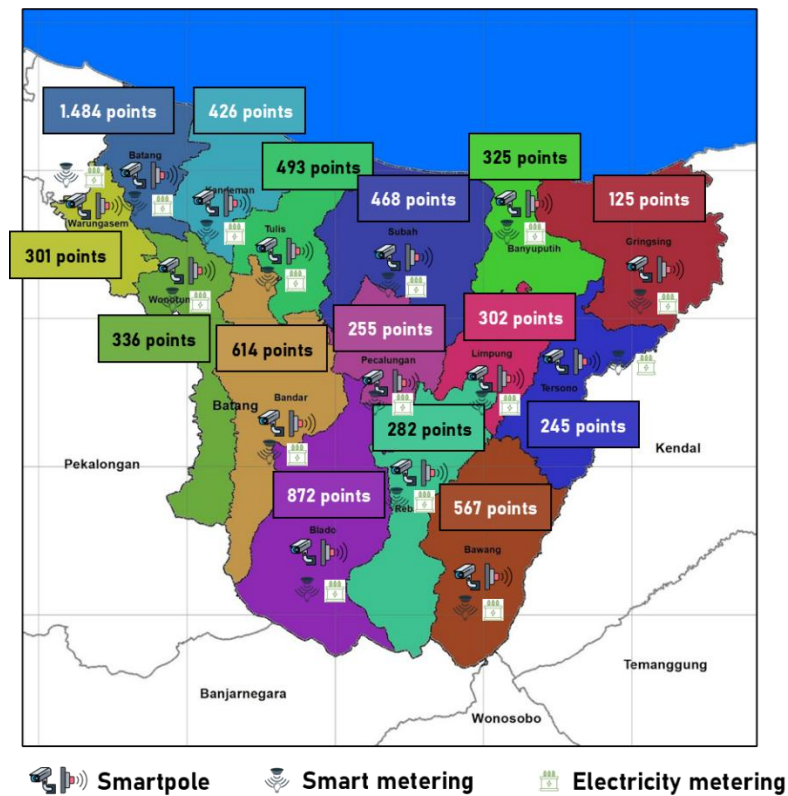 1.484 points
426 points
493 points
325 points
468 points
125 points
Batang
Warungasem
Tulis
Subah
Banyuputih
Gringsing
301 points
336 points
614 points
255 points
302 points
Pecalungan
Limpung
Tersono
Batang
Bandar
282 points
245 points
Kendal
Pekalongan
872 points
567 points
Blado
Bawang
Temanggung
Banjarnegara
Wonosobo
Smartpole
Smart metering
Electricity metering